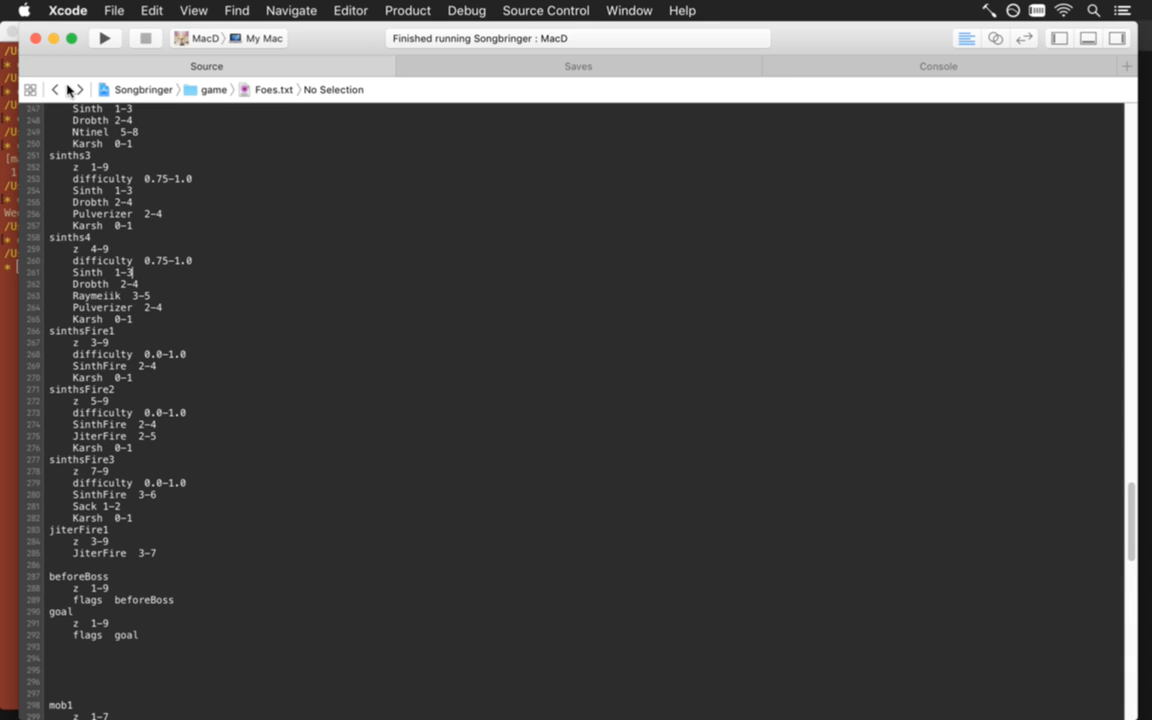 Xcode File Edit View Find Navigate Editor Product Debug Source Control Window Help
MacD My Mac Finished running Songbringer : MacD
Source Saves Console
Songbringer game Foes.txt No Selection
247 Sinth 1-3
248 Drobth 2-4
249 Ntinel 5-8
250 Karsh 0-1
251 sinths3
252 z 1-9
253 difficulty 0.75-1.0
254 Sinth 1-3
255 Drobth 2-4
256 Pulverizer 2-4
257 Karsh 0-1
258 sinths4
259 z 4-9
260 difficulty 0.75-1.0
261 Sinth 1-3
262 Drobth 2-4
263 Raymeiik 3-5
264 Pulverizer 2-4
265 Karsh 0-1
266 sinthsFire1
267 z 3-9
268 difficulty 0.0-1.0
269 SinthFire 2-4
270 Karsh 0-1
271 sinthsFire2
272 z 5-9
273 difficulty 0.0-1.0
274 SinthFire 2-4
275 JiterFire 2-5
276 Karsh 0-1
277 sinthsFire3
278 z 7-9
279 difficulty 0.0-1.0
280 SinthFire 3-6
281 Sack 1-2
282 Karsh 0-1
283 jiterFire1
284 z 3-9
285 JiterFire 3-7
286
287 beforeBoss
288 z 1-9
289 flags beforeBoss
290 goal
291 z 1-9
292 flags goal
293
294
295
296
297
298 mob1
299 z 1-7